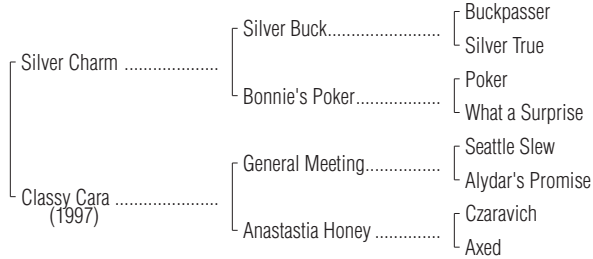 Buckpasser
Silver Buck..........................
Silver True
Silver Charm .....................
Poker
Bonnie's Poker...................
What a Surprise
Seattle Slew
General Meeting.................
Alydar's Promise
Classy Cara .......................
(1997)
Czaravich
Anastastia Honey ...............
Axed